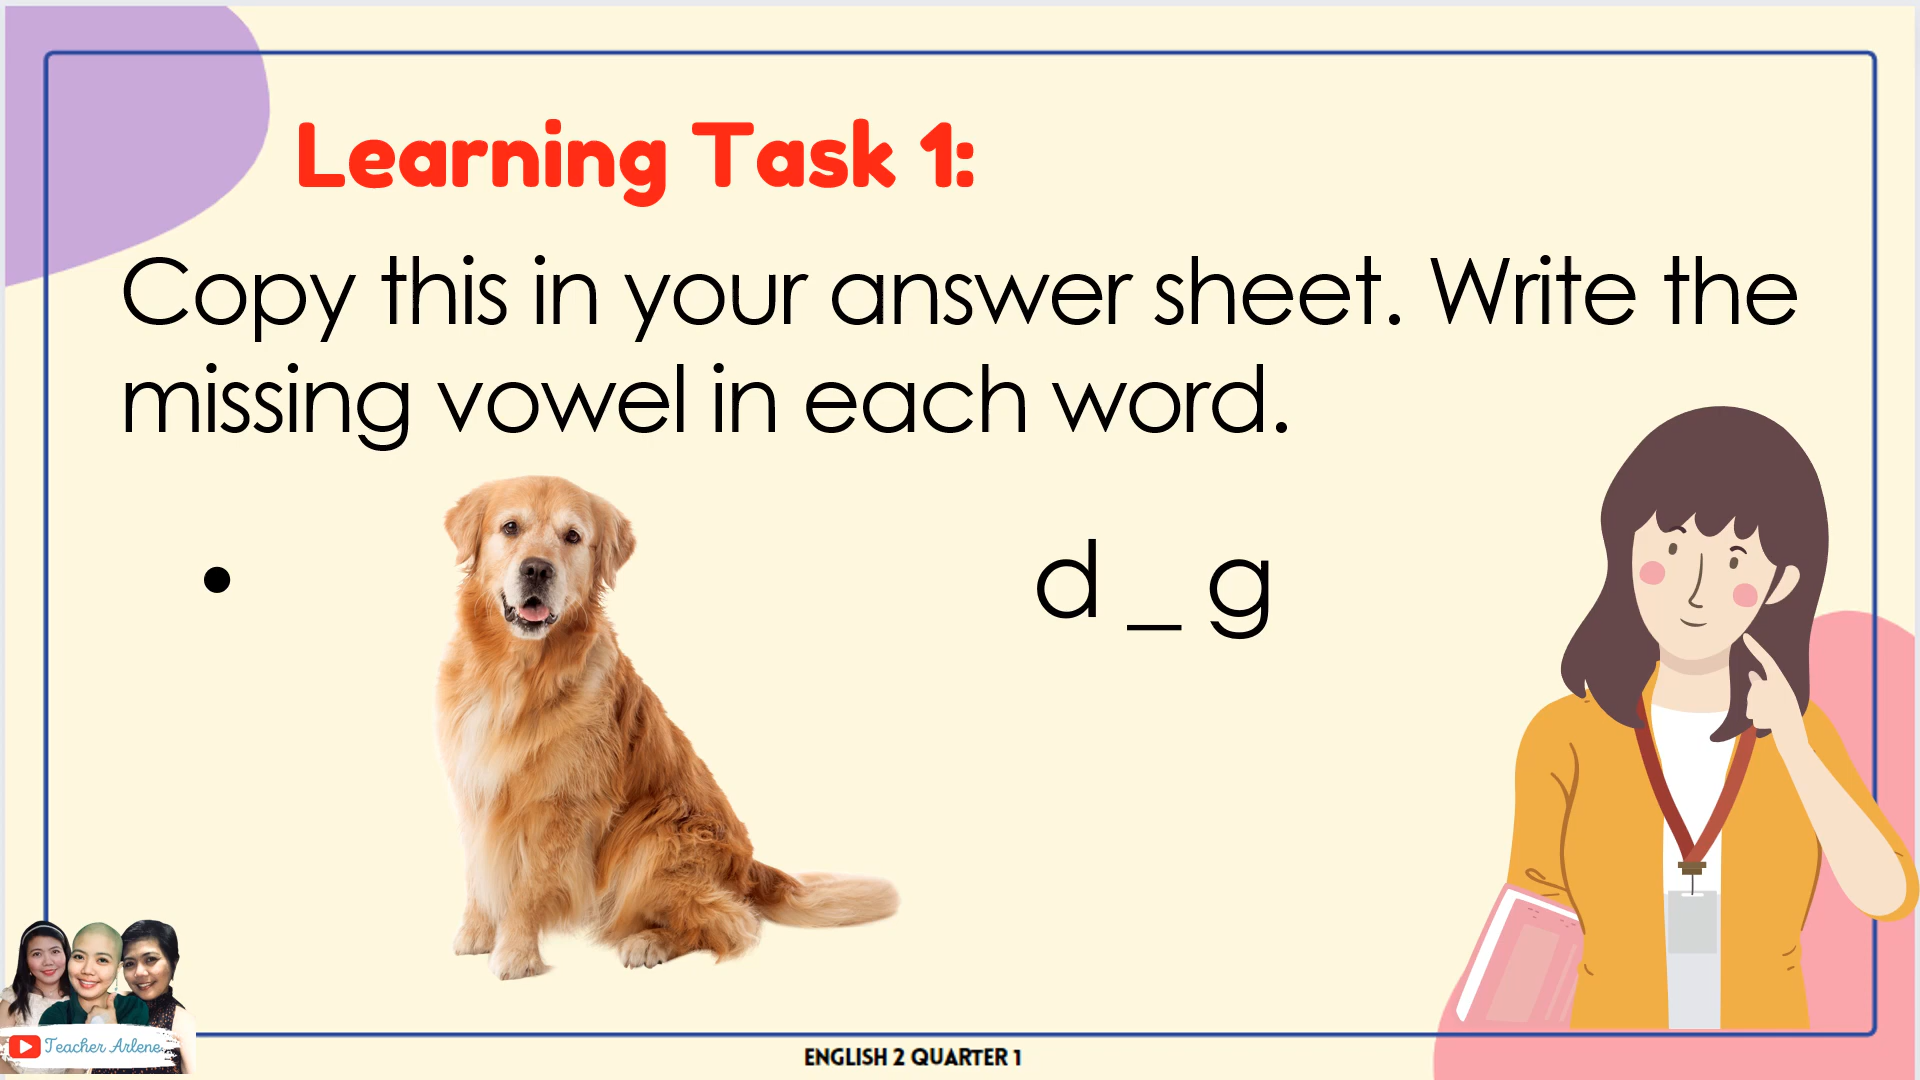 Learning Task 1:
Copy this in your answer sheet. Write the
missing vowel in each word.
• d _ g
Teacher Arlene
ENGLISH 2 QUARTER 1